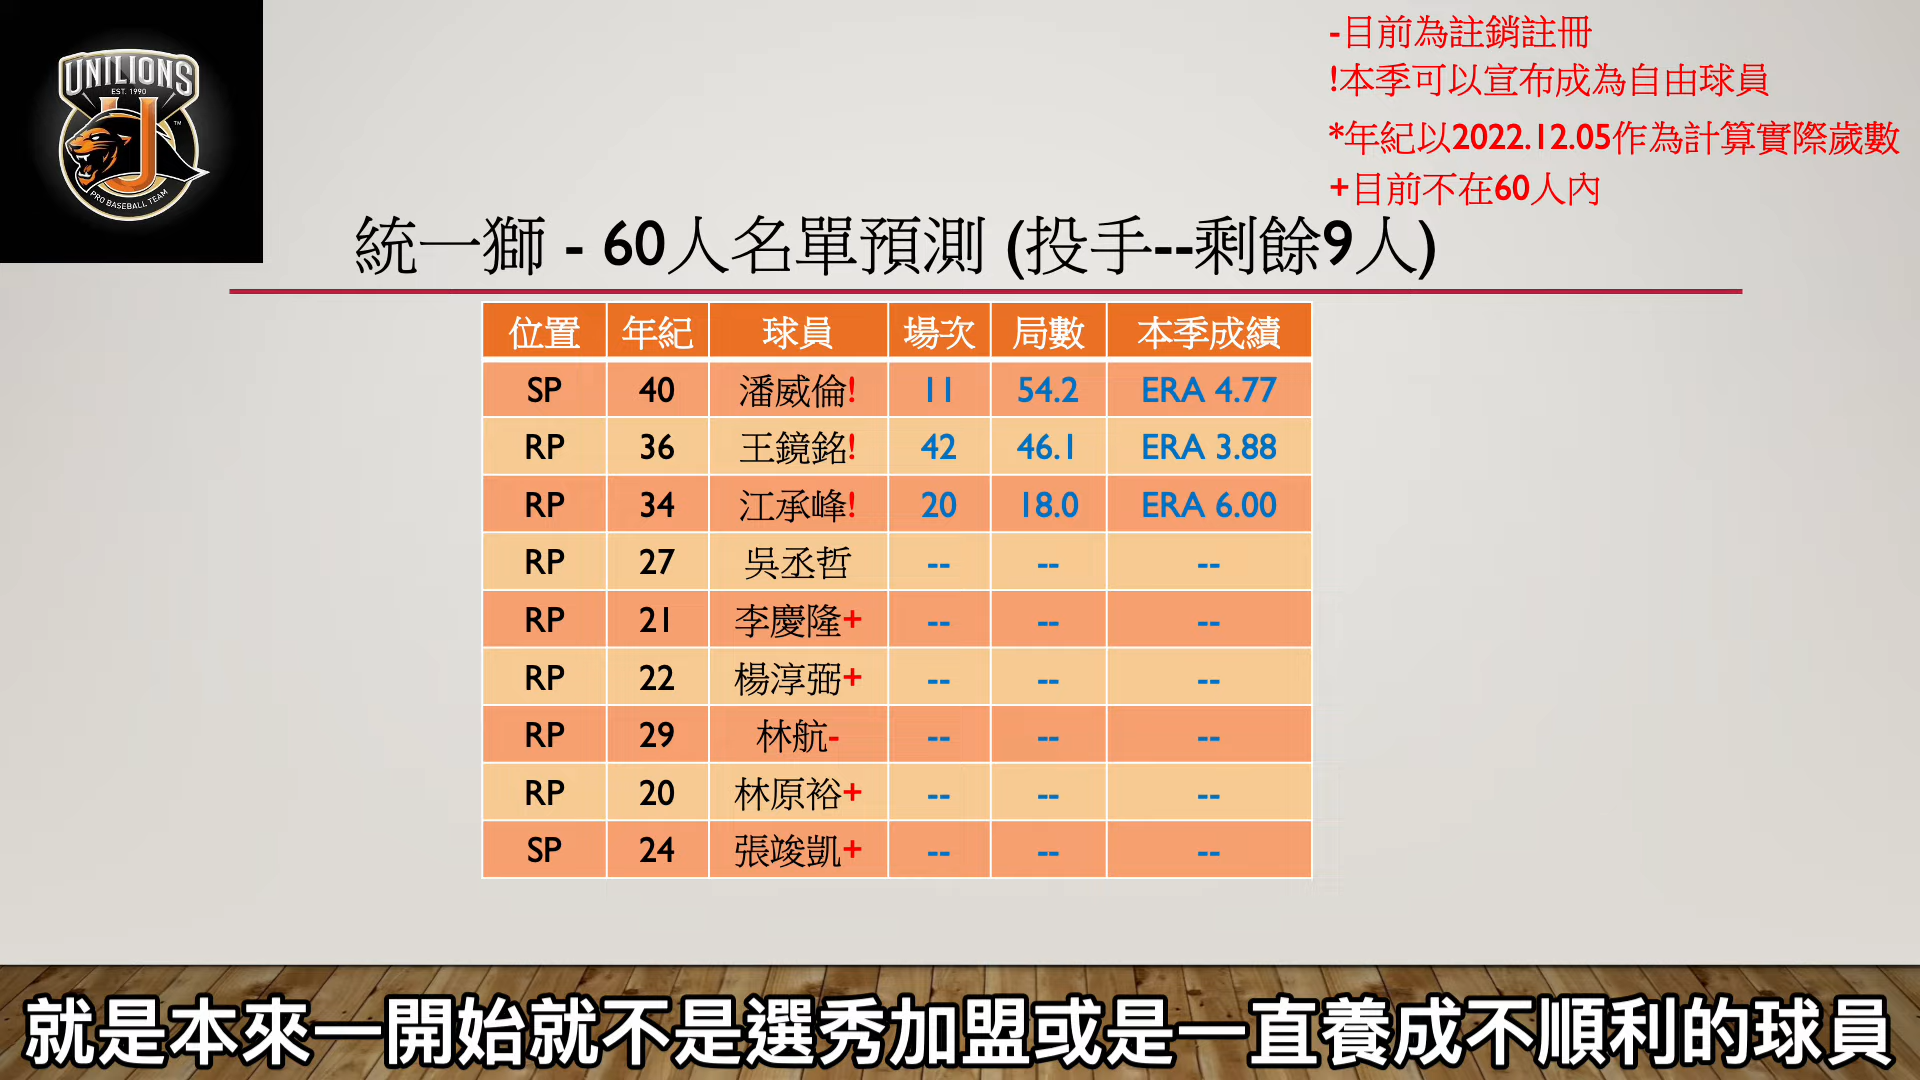 UNILIONS
EST. 1990
TM
PRO BASEBALL TEAM
-目前為註銷註冊
!本季可以宣布成為自由球員
*年紀以2022.12.05作為計算實際歲數
+目前不在60人內
統一獅 - 60人名單預測 (投手--剩餘9人)
位置 年紀 球員 場次 局數 本季成績
SP 40 潘威倫! 11 54.2 ERA 4.77
RP 36 王鏡銘! 42 46.1 ERA 3.88
RP 34 江承峰! 20 18.0 ERA 6.00
RP 27 吳丞哲 -- -- --
RP 21 李慶隆+ -- -- --
RP 22 楊淳弼+ -- -- --
RP 29 林航- -- -- --
RP 20 林原裕+ -- -- --
SP 24 張竣凱+ -- -- --
就是本來一開始就不是選秀加盟或是一直養成不順利的球員